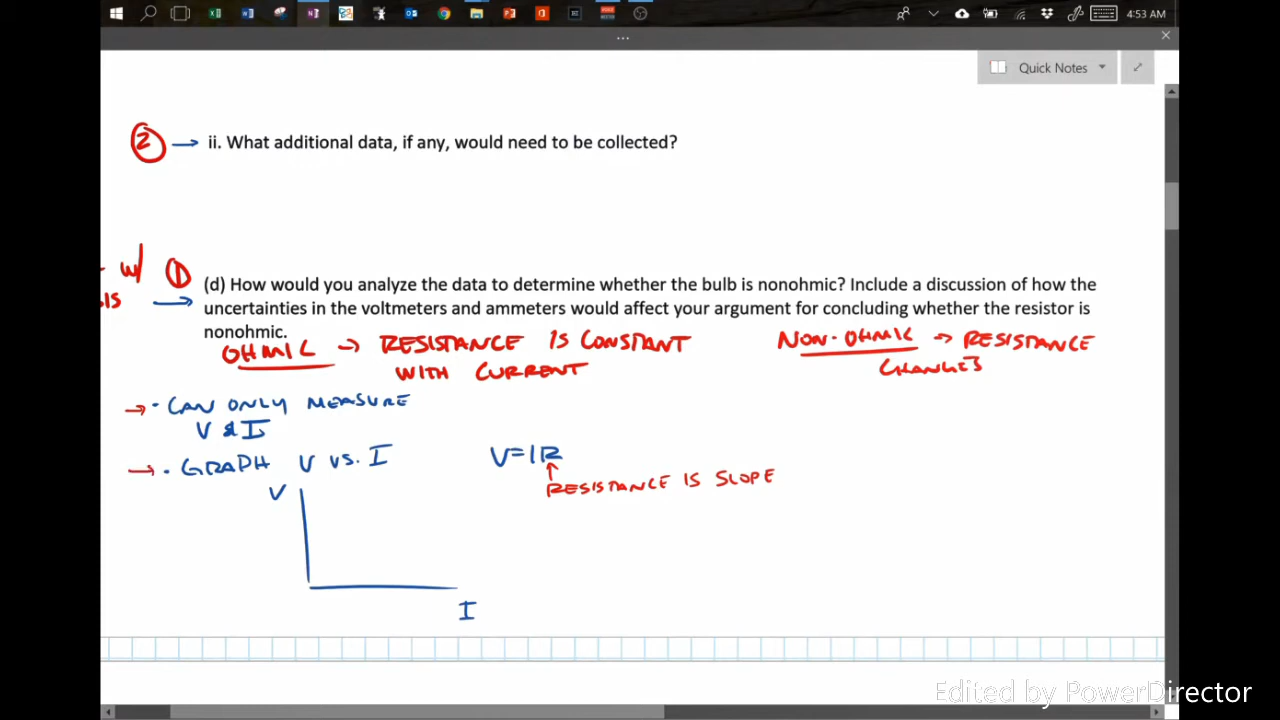 4:53 AM
Quick Notes
2 → ii. What additional data, if any, would need to be collected?
w/ 1
→ (d) How would you analyze the data to determine whether the bulb is nonohmic? Include a discussion of how the
uncertainties in the voltmeters and ammeters would affect your argument for concluding whether the resistor is
nonohmic.
OHMIC → RESISTANCE IS CONSTANT
WITH CURRENT
NON-OHMIC → RESISTANCE
CHANGES
→ • CAN ONLY MEASURE
V & I
→ • GRAPH V vs. I
V=IR
↑
RESISTANCE IS SLOPE
V
I
Edited by PowerDirector